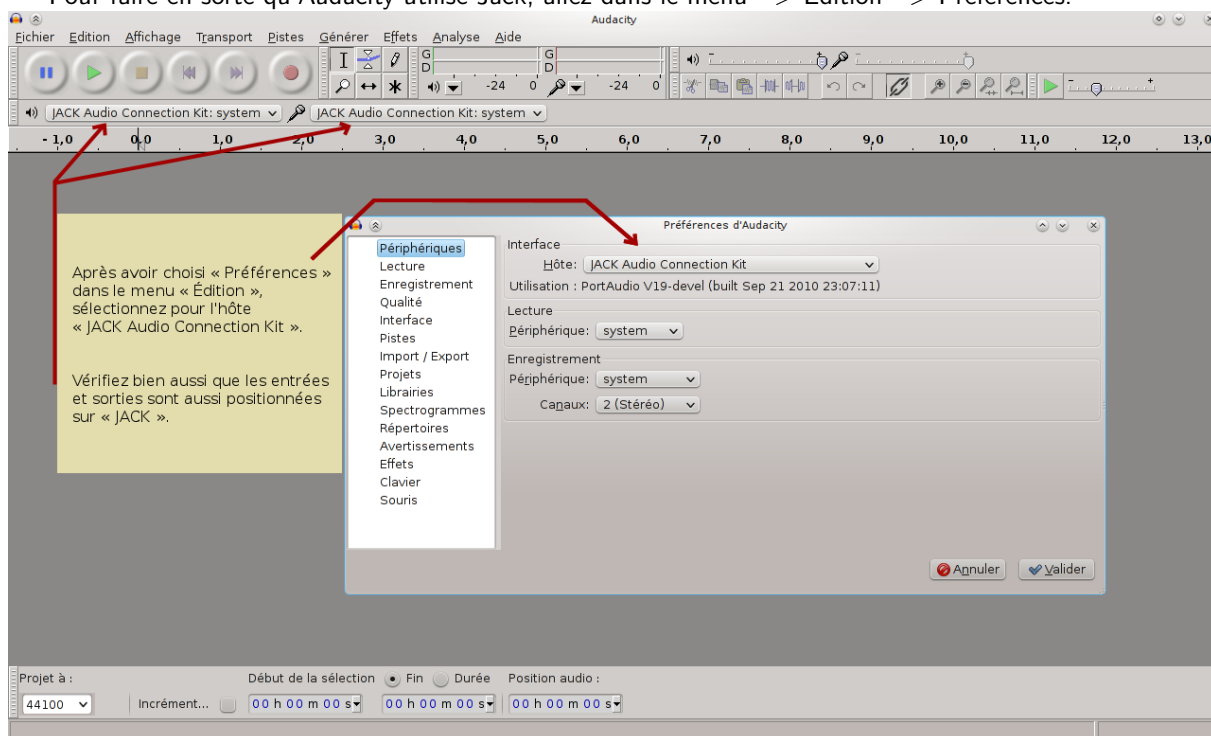 Pour faire en sorte qu'Audacity utilise Jack, allez dans le menu —> Édition —> Préférences.
Audacity
Fichier Edition Affichage Transport Pistes Générer Effets Analyse Aide
G
D
-24 0
G
D
-24 0
JACK Audio Connection Kit: system
JACK Audio Connection Kit: system
- 1,0 0,0 1,0 2,0 3,0 4,0 5,0 6,0 7,0 8,0 9,0 10,0 11,0 12,0 13,0
Après avoir choisi « Préférences »
dans le menu « Édition »,
sélectionnez pour l'hôte
« JACK Audio Connection Kit ».
Vérifiez bien aussi que les entrées
et sorties sont aussi positionnées
sur « JACK ».
Préférences d'Audacity
Périphériques
Lecture
Enregistrement
Qualité
Interface
Pistes
Import / Export
Projets
Librairies
Spectrogrammes
Répertoires
Avertissements
Effets
Clavier
Souris
Interface
Hôte: JACK Audio Connection Kit
Utilisation : PortAudio V19-devel (built Sep 21 2010 23:07:11)
Lecture
Périphérique: system
Enregistrement
Périphérique: system
Canaux: 2 (Stéréo)
Annuler Valider
Projet à : Début de la sélection Fin Durée Position audio :
44100 Incrément... 00 h 00 m 00 s 00 h 00 m 00 s 00 h 00 m 00 s